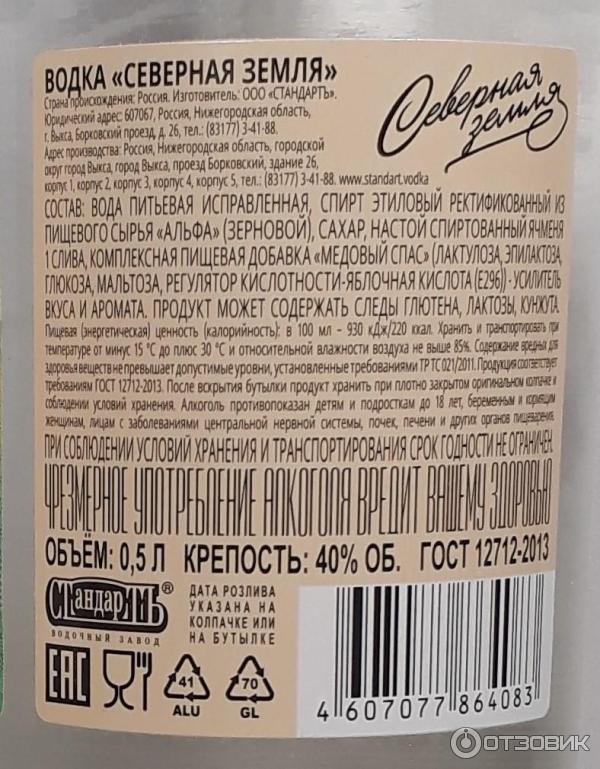 ВОДКА «СЕВЕРНАЯ ЗЕМЛЯ»
Северная
земля
Страна происхождения: Россия. Изготовитель: ООО «СТАНДАРТЪ».
Юридический адрес: 607067, Россия, Нижегородская область,
г. Выкса, Борковский проезд, д. 26, тел.: (83177) 3-41-88.
Адрес производства: Россия, Нижегородская область, городской
округ город Выкса, город Выкса, проезд Борковский, здание 26,
корпус 1, корпус 2, корпус 3, корпус 4, корпус 5, тел.: (83177) 3-41-88. www.standart.vodka
СОСТАВ: ВОДА ПИТЬЕВАЯ ИСПРАВЛЕННАЯ, СПИРТ ЭТИЛОВЫЙ РЕКТИФИКОВАННЫЙ ИЗ
ПИЩЕВОГО СЫРЬЯ «АЛЬФА» (ЗЕРНОВОЙ), САХАР, НАСТОЙ СПИРТОВАННЫЙ ЯЧМЕНЯ
1 СЛИВА, КОМПЛЕКСНАЯ ПИЩЕВАЯ ДОБАВКА «МЕДОВЫЙ СПАС» (ЛАКТУЛОЗА, ЭПИЛАКТОЗА,
ГЛЮКОЗА, МАЛЬТОЗА, РЕГУЛЯТОР КИСЛОТНОСТИ-ЯБЛОЧНАЯ КИСЛОТА (Е296)) - УСИЛИТЕЛЬ
ВКУСА И АРОМАТА. ПРОДУКТ МОЖЕТ СОДЕРЖАТЬ СЛЕДЫ ГЛЮТЕНА, ЛАКТОЗЫ, КУНЖУТА.
Пищевая (энергетическая) ценность (калорийность): в 100 мл – 930 кДж/220 ккал. Хранить и транспортировать при
температуре от минус 15 °С до плюс 30 °С и относительной влажности воздуха не выше 85%. Содержание вредных для
здоровья веществ не превышает допустимые уровни, установленные требованиями ТР ТС 021/2011. Продукция соответствует
требованиям ГОСТ 12712-2013. После вскрытия бутылки продукт хранить при плотно закрытом оригинальном колпачке и
соблюдении условий хранения. Алкоголь противопоказан детям и подросткам до 18 лет, беременным и кормящим
женщинам, лицам с заболеваниями центральной нервной системы, почек, печени и других органов пищеварения.
ПРИ СОБЛЮДЕНИИ УСЛОВИЙ ХРАНЕНИЯ И ТРАНСПОРТИРОВАНИЯ СРОК ГОДНОСТИ НЕ ОГРАНИЧЕН.
ЧРЕЗМЕРНОЕ УПОТРЕБЛЕНИЕ АЛКОГОЛЯ ВРЕДИТ ВАШЕМУ ЗДОРОВЬЮ
ОБЪЁМ: 0,5 Л КРЕПОСТЬ: 40% ОБ. ГОСТ 12712-2013
СТАНДАРТЪ®
ВОДОЧНЫЙ ЗАВОД
ДАТА РОЗЛИВА
УКАЗАНА НА
КОЛПАЧКЕ ИЛИ
НА БУТЫЛКЕ
ЕАС
41
ALU
70
GL
4 607077 864083
ОТЗОВИК